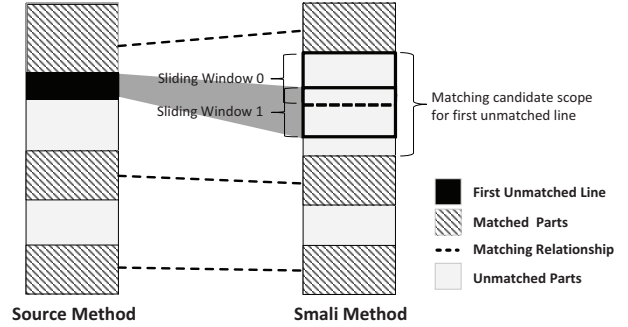 Sliding Window 0
Sliding Window 1
Matching candidate scope
for first unmatched line
First Unmatched Line
Matched Parts
Matching Relationship
Unmatched Parts
Source Method
Smali Method